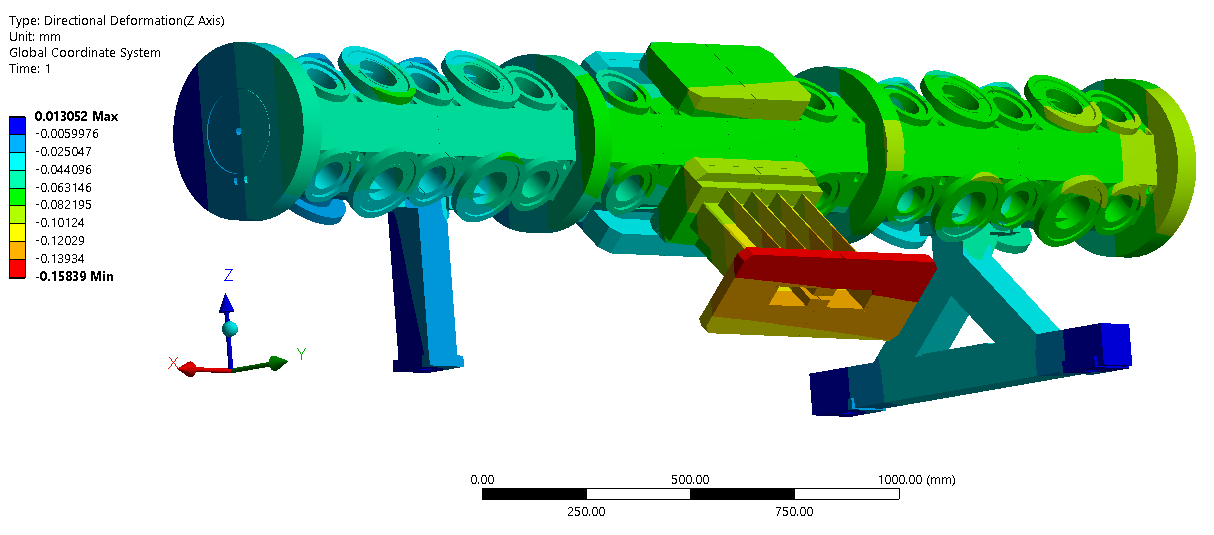 Type: Directional Deformation(Z Axis)
Unit: mm
Global Coordinate System
Time: 1
0.013052 Max
-0.0059976
-0.025047
-0.044096
-0.063146
-0.082195
-0.10124
-0.12029
-0.13934
-0.15839 Min
Z
X
Y
0.00
500.00
1000.00 (mm)
250.00
750.00